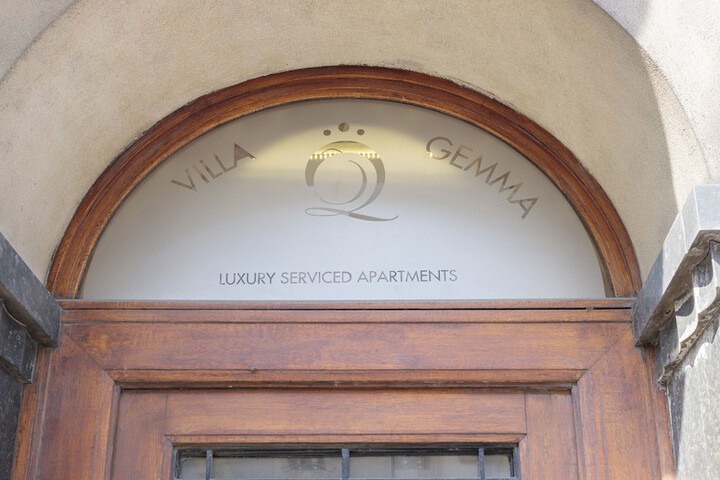 ViLLA Q GEMMA
LUXURY SERVICED APARTMENTS